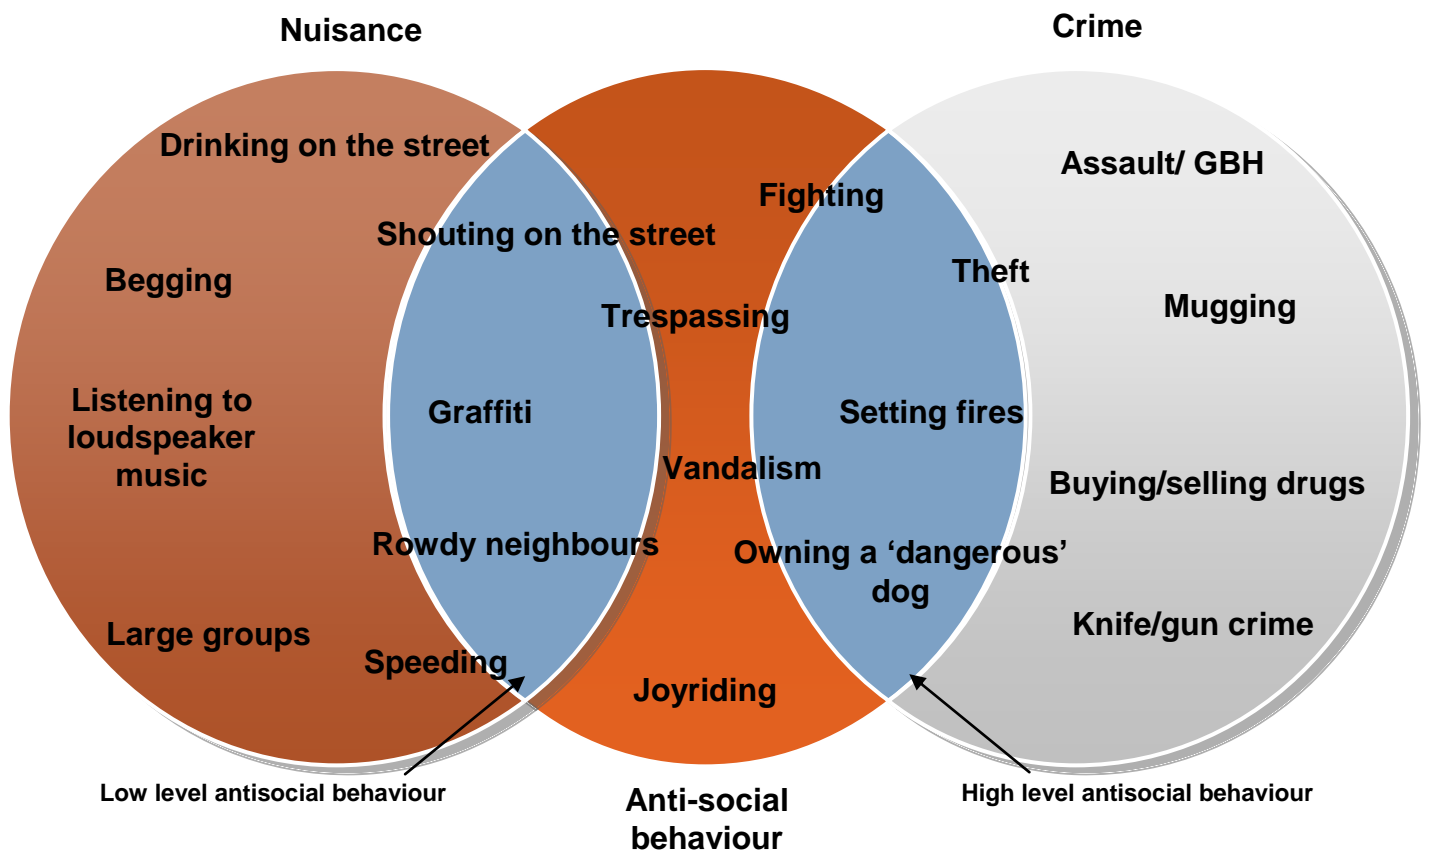 Nuisance
Crime
Drinking on the street
Assault/ GBH
Fighting
Shouting on the street
Theft
Begging
Mugging
Trespassing
Listening to
loudspeaker
music
Graffiti
Setting fires
Vandalism
Buying/selling drugs
Rowdy neighbours
Owning a ‘dangerous’
dog
Large groups
Knife/gun crime
Speeding
Joyriding
Low level antisocial behaviour
High level antisocial behaviour
Anti-social
behaviour